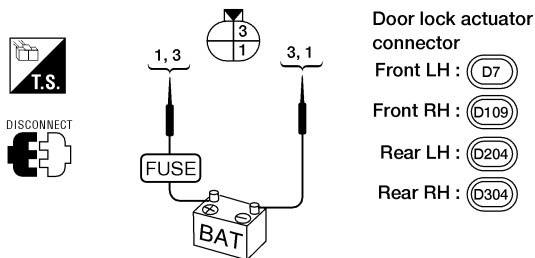 Door lock actuator
connector
Front LH : D7
Front RH : D109
Rear LH : D204
Rear RH : D304
3
1
1, 3
3, 1
T.S.
DISCONNECT
FUSE
+ −
BAT